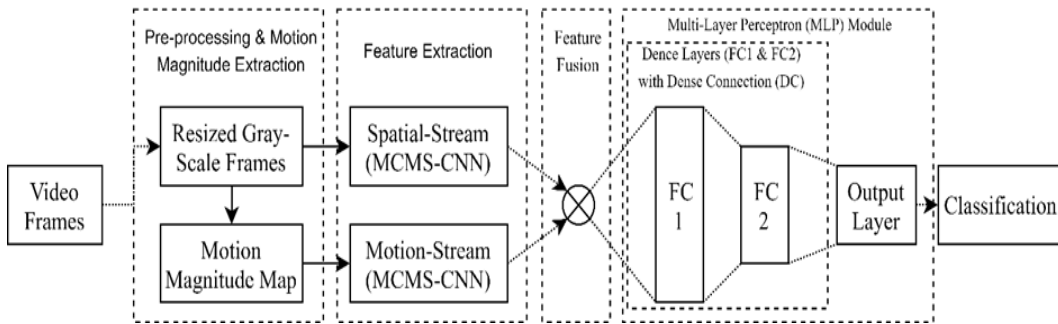 Pre-processing & Motion
Magnitude Extraction
Feature Extraction
Feature
Fusion
Multi-Layer Perceptron (MLP) Module
Dence Layers (FC1 & FC2)
with Dense Connection (DC)
Video
Frames
Resized Gray-
Scale Frames
Motion
Magnitude Map
Spatial-Stream
(MCMS-CNN)
Motion-Stream
(MCMS-CNN)
FC
1
FC
2
Output
Layer
Classification